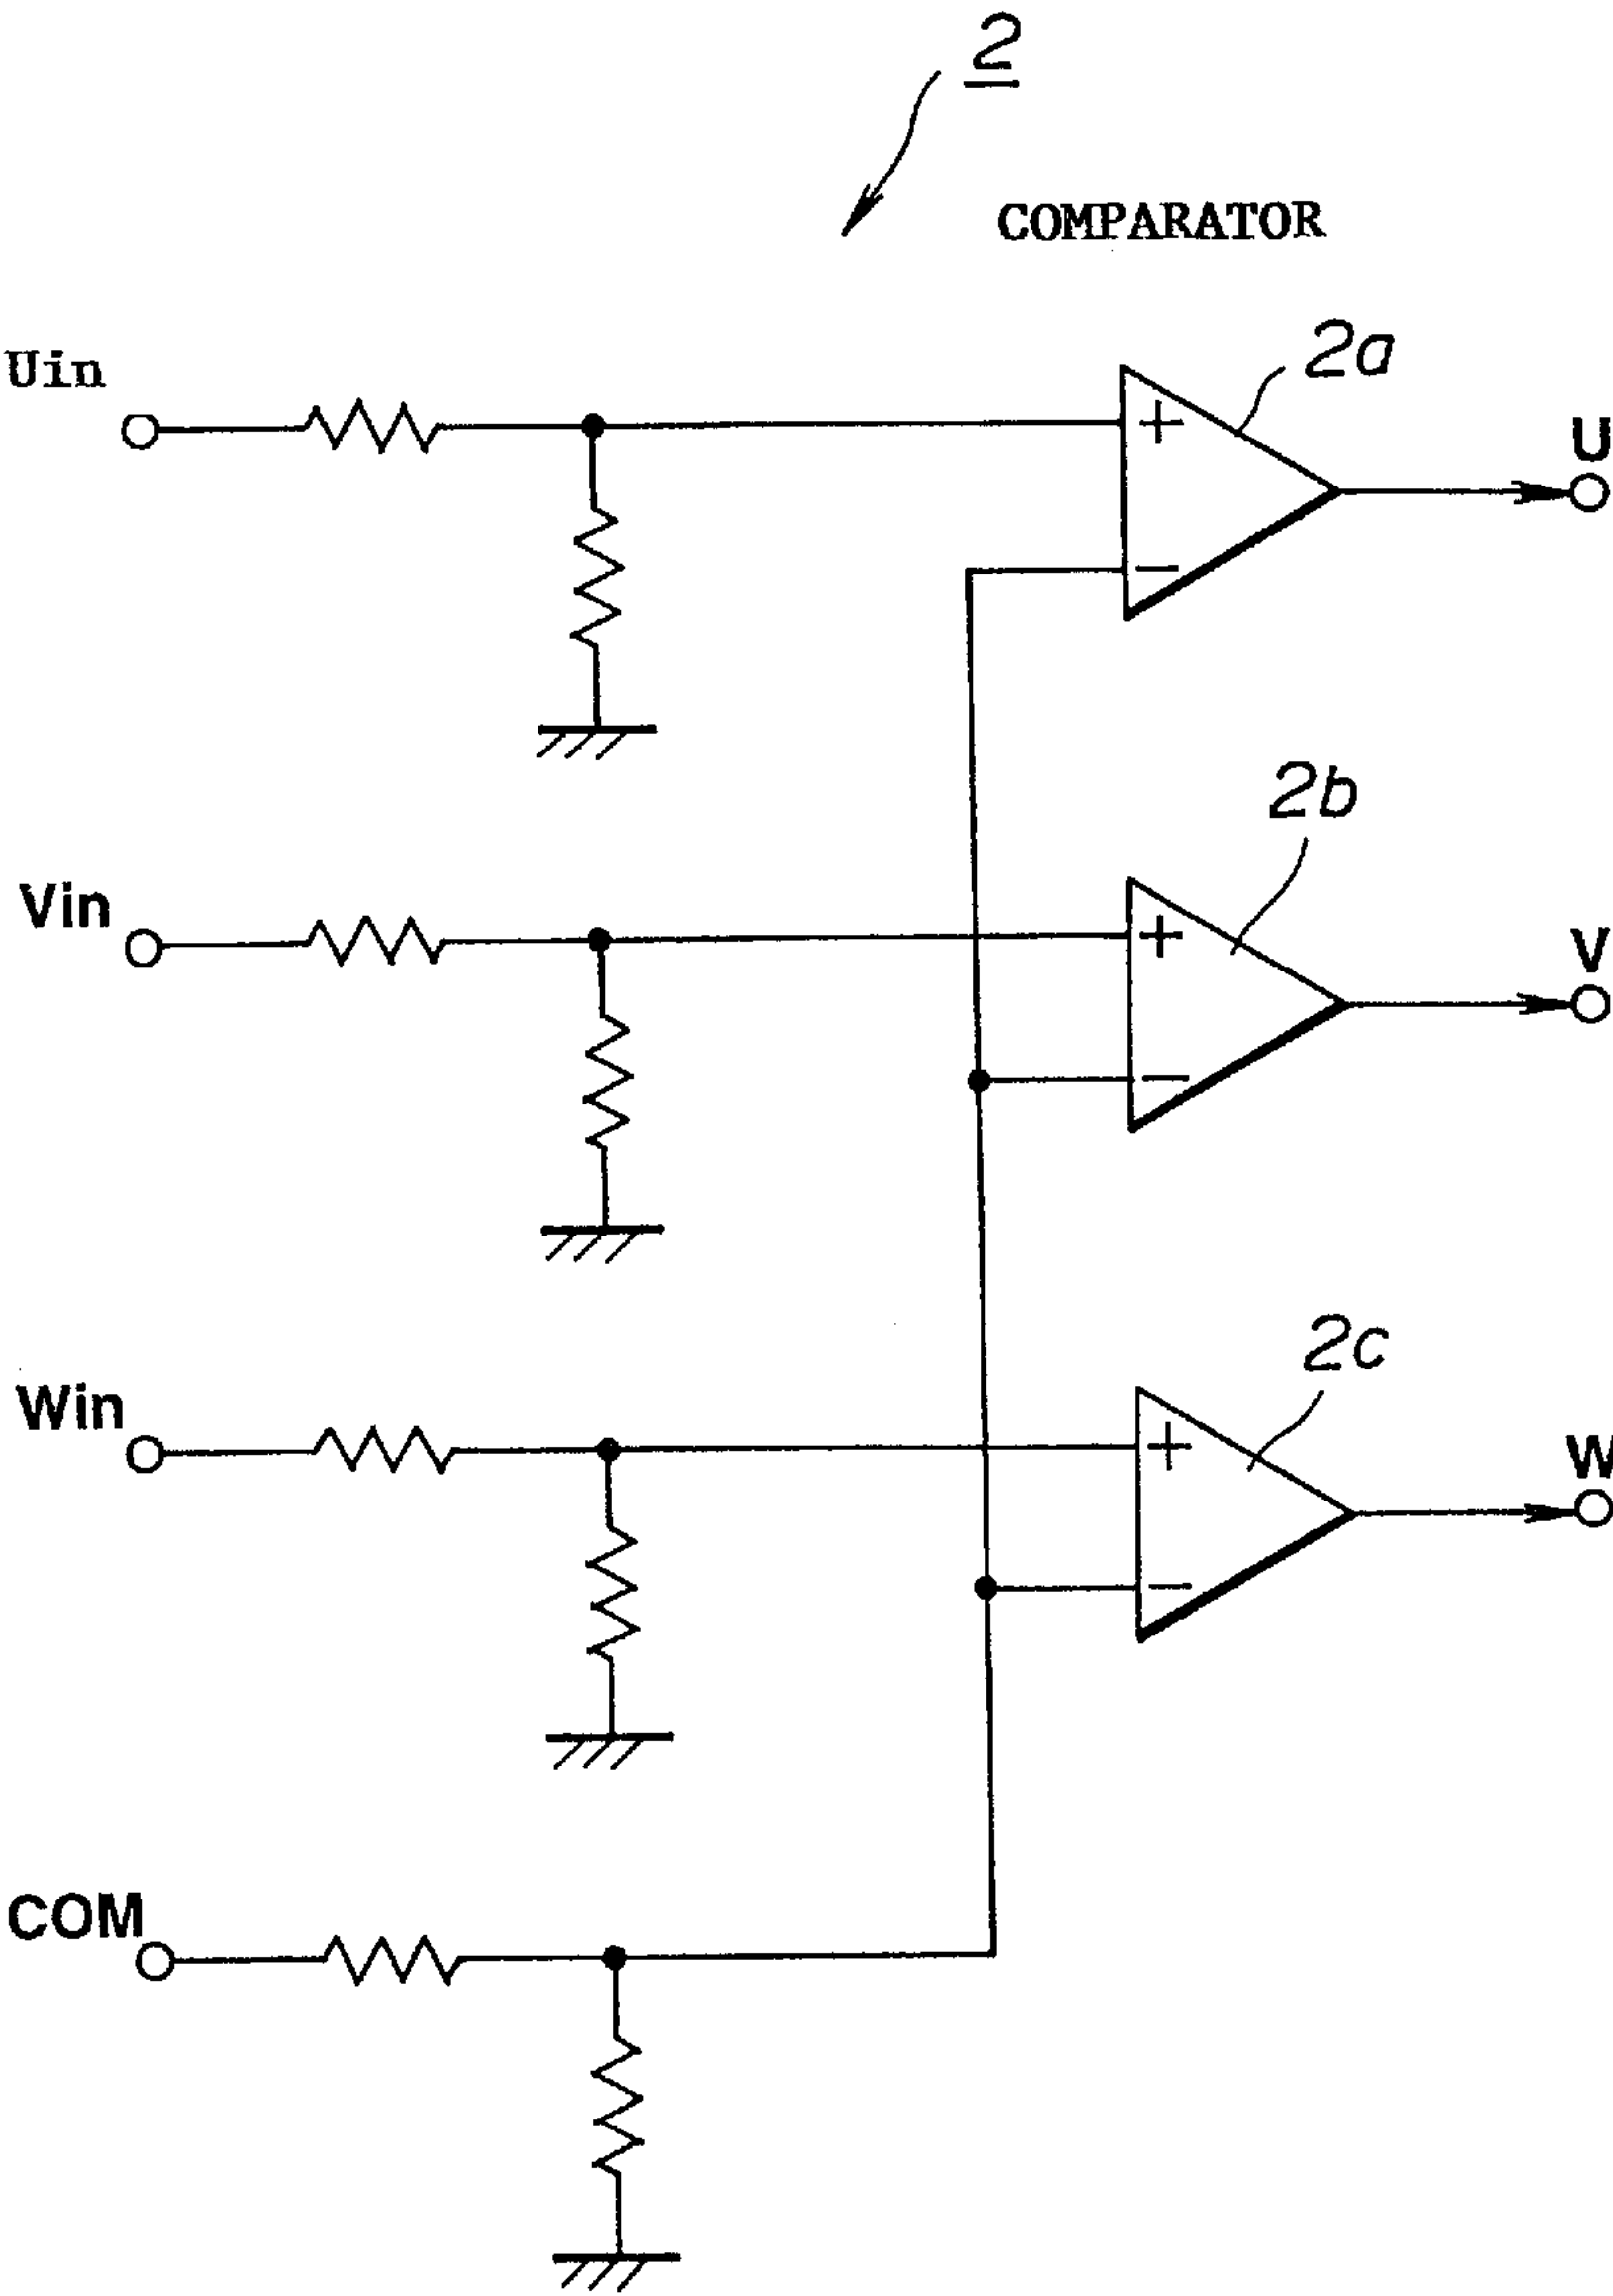 2
COMPARATOR
Uin
2a
+
U
−
2b
Vin
+
V
−
2c
Win
+
W
−
COM